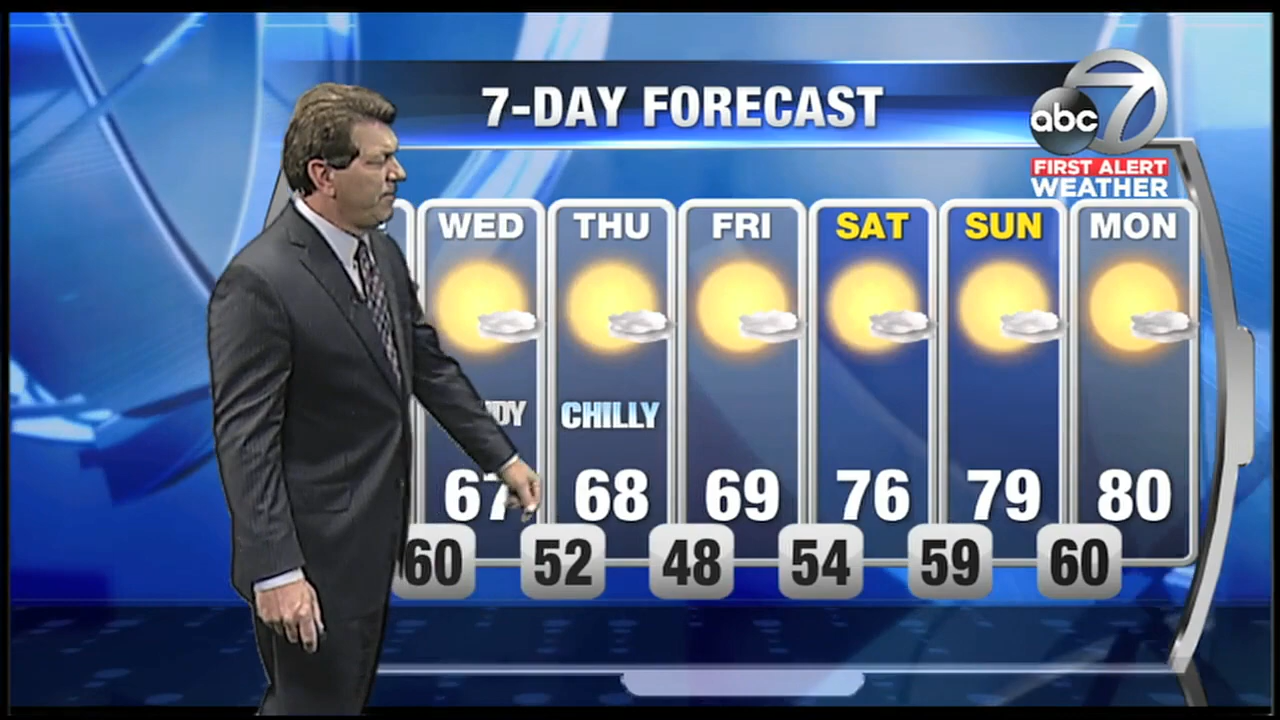 7-DAY FORECAST
abc 7
FIRST ALERT
WEATHER
WED THU FRI SAT SUN MON
CHILLY
67 68 69 76 79 80
60 52 48 54 59 60